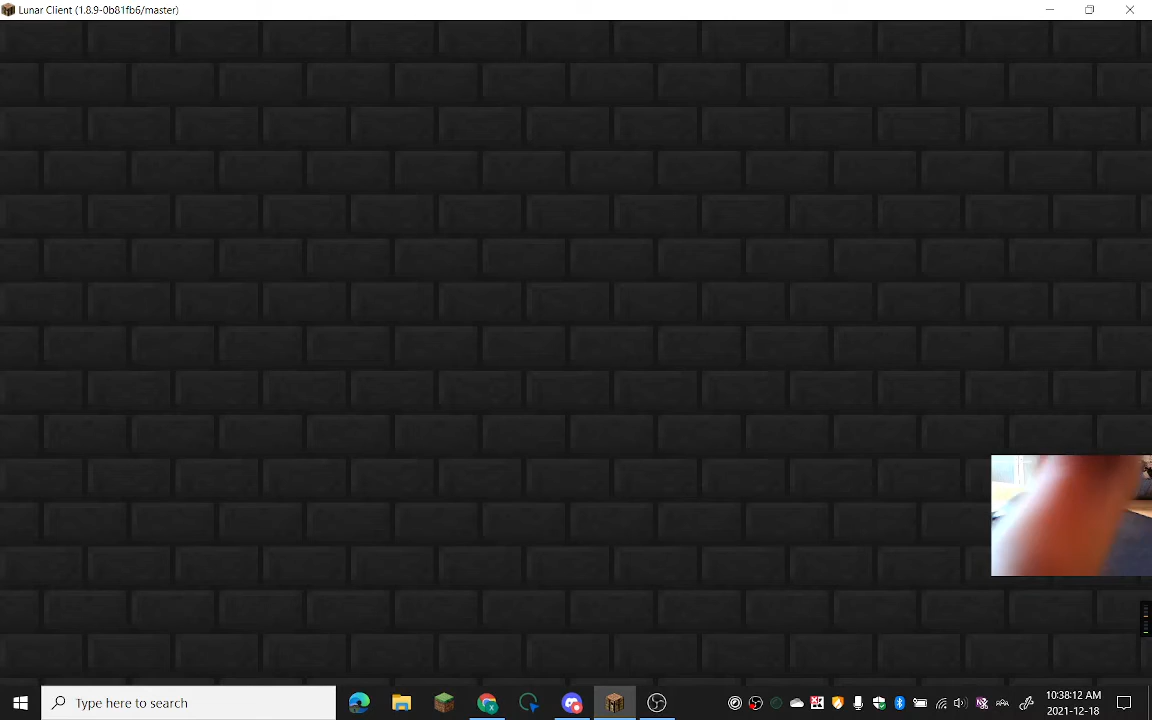 Lunar Client (1.8.9-0b81fb6/master)
Type here to search
10:38:12 AM
2021-12-18